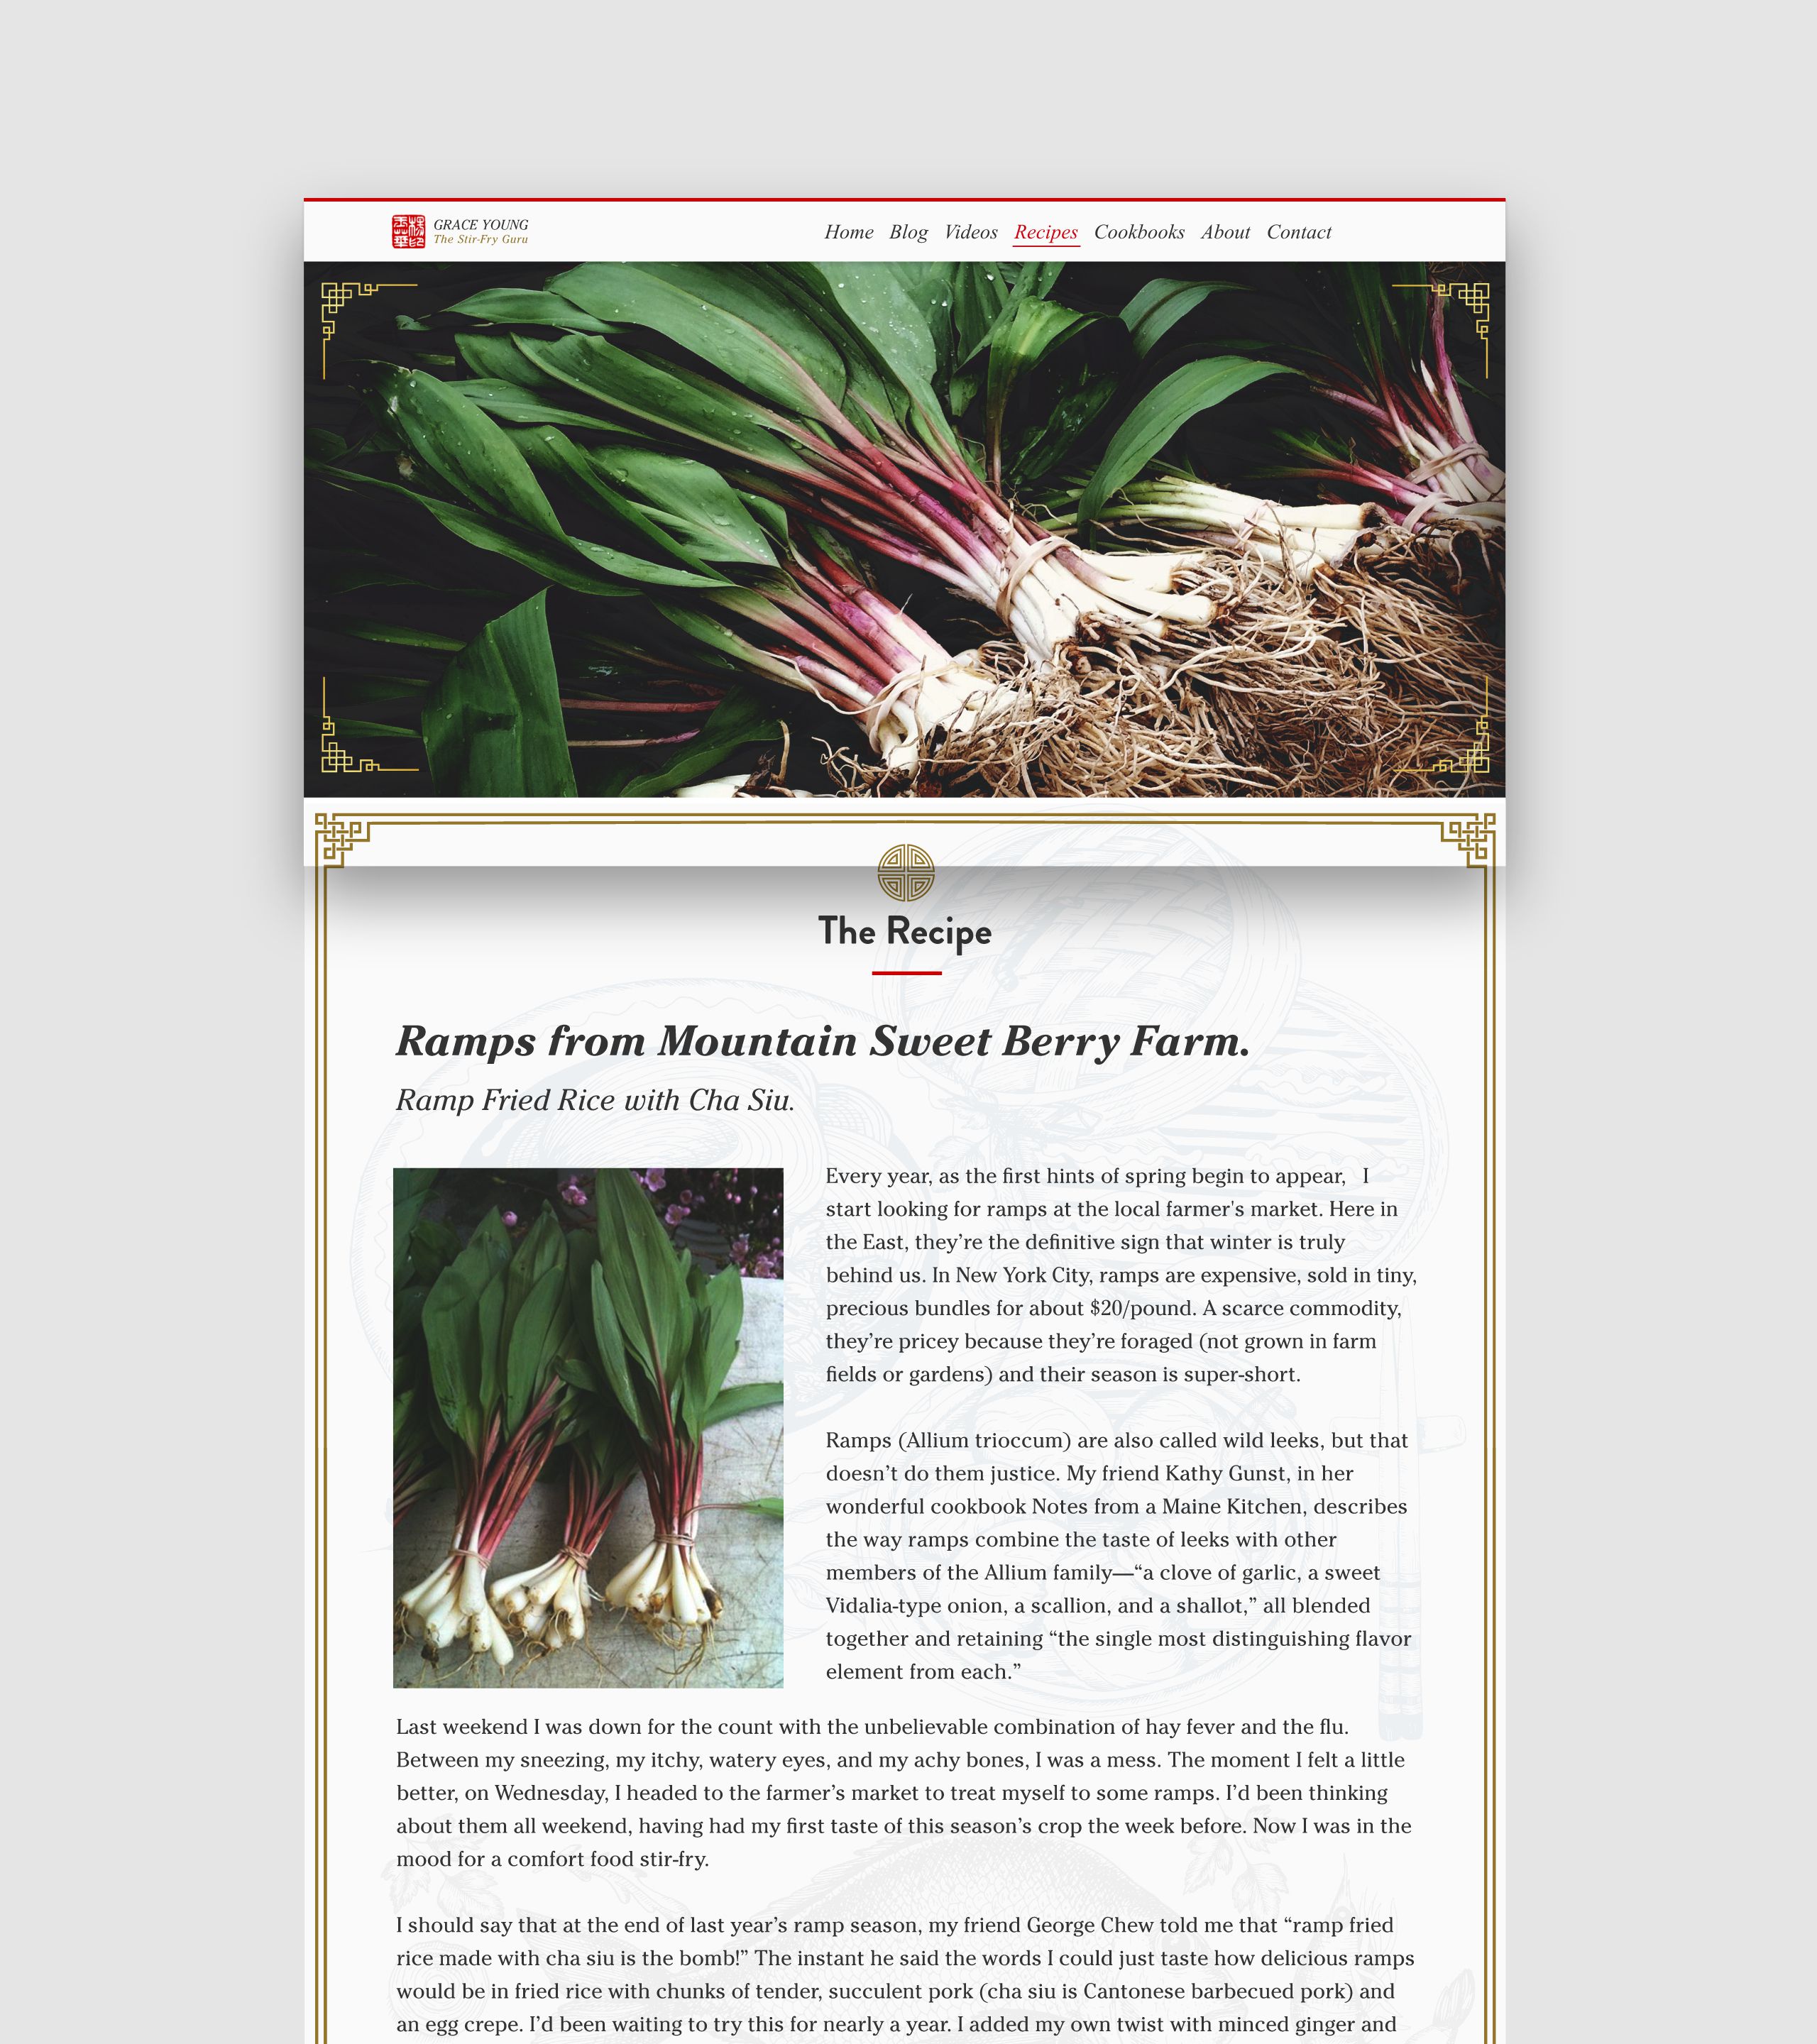 GRACE YOUNG
The Stir-Fry Guru
Home Blog Videos Recipes Cookbooks About Contact
The Recipe
Ramps from Mountain Sweet Berry Farm.
Ramp Fried Rice with Cha Siu.
Every year, as the first hints of spring begin to appear, I
start looking for ramps at the local farmer's market. Here in
the East, they’re the definitive sign that winter is truly
behind us. In New York City, ramps are expensive, sold in tiny,
precious bundles for about $20/pound. A scarce commodity,
they’re pricey because they’re foraged (not grown in farm
fields or gardens) and their season is super-short.
Ramps (Allium trioccum) are also called wild leeks, but that
doesn’t do them justice. My friend Kathy Gunst, in her
wonderful cookbook Notes from a Maine Kitchen, describes
the way ramps combine the taste of leeks with other
members of the Allium family—“a clove of garlic, a sweet
Vidalia-type onion, a scallion, and a shallot,” all blended
together and retaining “the single most distinguishing flavor
element from each.”
Last weekend I was down for the count with the unbelievable combination of hay fever and the flu.
Between my sneezing, my itchy, watery eyes, and my achy bones, I was a mess. The moment I felt a little
better, on Wednesday, I headed to the farmer’s market to treat myself to some ramps. I’d been thinking
about them all weekend, having had my first taste of this season’s crop the week before. Now I was in the
mood for a comfort food stir-fry.
I should say that at the end of last year’s ramp season, my friend George Chew told me that “ramp fried
rice made with cha siu is the bomb!” The instant he said the words I could just taste how delicious ramps
would be in fried rice with chunks of tender, succulent pork (cha siu is Cantonese barbecued pork) and
an egg crepe. I’d been waiting to try this for nearly a year. I added my own twist with minced ginger and